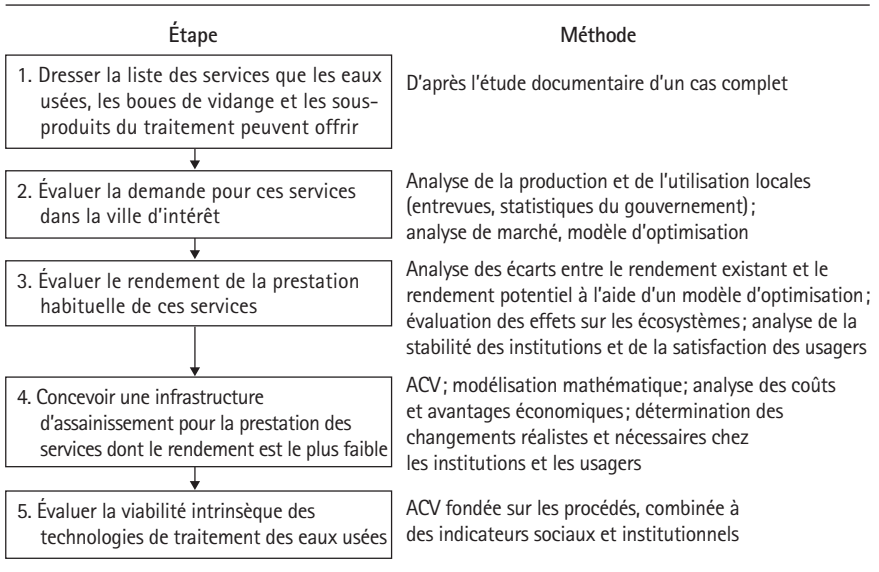 Étape
Méthode
1. Dresser la liste des services que les eaux
usées, les boues de vidange et les sous-
produits du traitement peuvent offrir
D'après l'étude documentaire d'un cas complet
2. Évaluer la demande pour ces services
dans la ville d'intérêt
Analyse de la production et de l'utilisation locales
(entrevues, statistiques du gouvernement) ;
analyse de marché, modèle d'optimisation
3. Évaluer le rendement de la prestation
habituelle de ces services
Analyse des écarts entre le rendement existant et le
rendement potentiel à l'aide d'un modèle d'optimisation ;
évaluation des effets sur les écosystèmes ; analyse de la
stabilité des institutions et de la satisfaction des usagers
4. Concevoir une infrastructure
d'assainissement pour la prestation des
services dont le rendement est le plus faible
ACV ; modélisation mathématique ; analyse des coûts
et avantages économiques ; détermination des
changements réalistes et nécessaires chez
les institutions et les usagers
5. Évaluer la viabilité intrinsèque des
technologies de traitement des eaux usées
ACV fondée sur les procédés, combinée à
des indicateurs sociaux et institutionnels